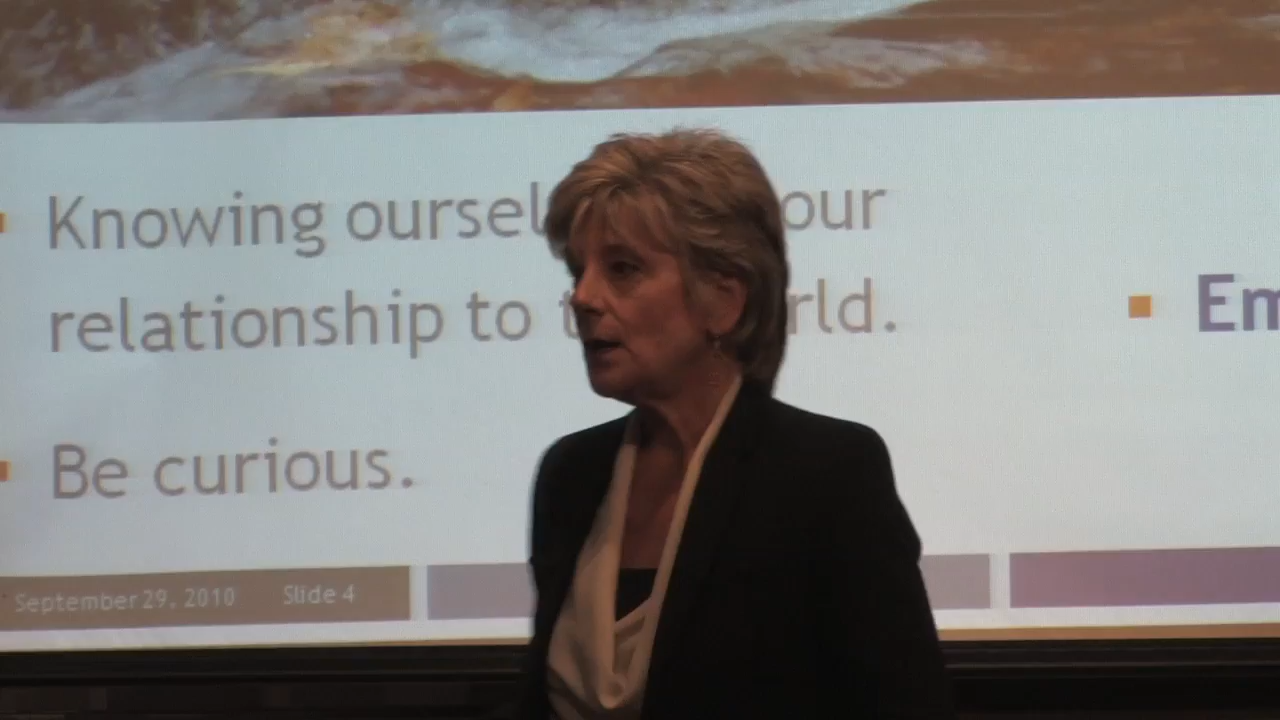 Knowing oursel our
relationship to t rld.
Be curious.
Em
September 29, 2010 Slide 4